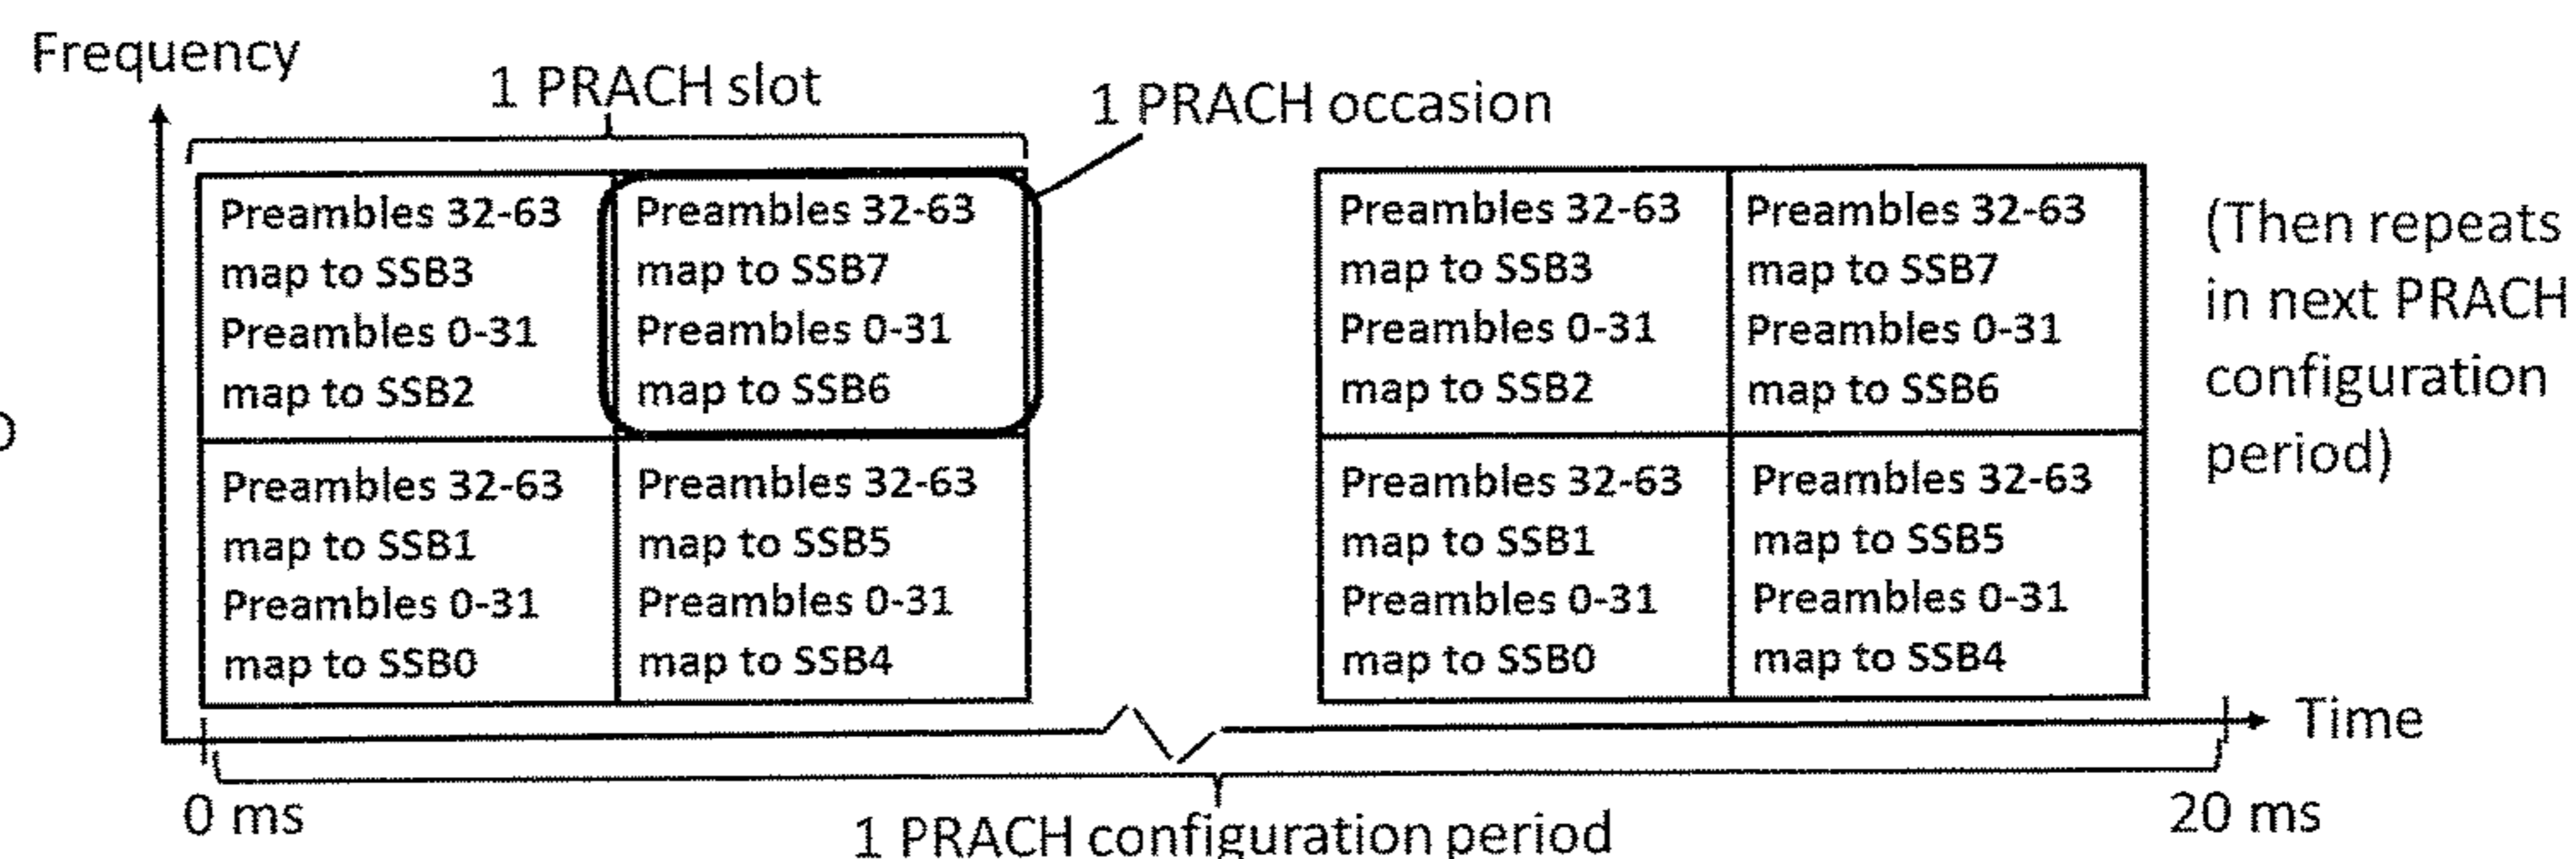 Frequency
1 PRACH slot
1 PRACH occasion
Preambles 32-63
map to SSB3
Preambles 0-31
map to SSB2
Preambles 32-63
map to SSB7
Preambles 0-31
map to SSB6
Preambles 32-63
map to SSB1
Preambles 0-31
map to SSB0
Preambles 32-63
map to SSB5
Preambles 0-31
map to SSB4
Preambles 32-63
map to SSB3
Preambles 0-31
map to SSB2
Preambles 32-63
map to SSB7
Preambles 0-31
map to SSB6
Preambles 32-63
map to SSB1
Preambles 0-31
map to SSB0
Preambles 32-63
map to SSB5
Preambles 0-31
map to SSB4
(Then repeats
in next PRACH
configuration
period)
Time
0 ms
1 PRACH configuration period
20 ms